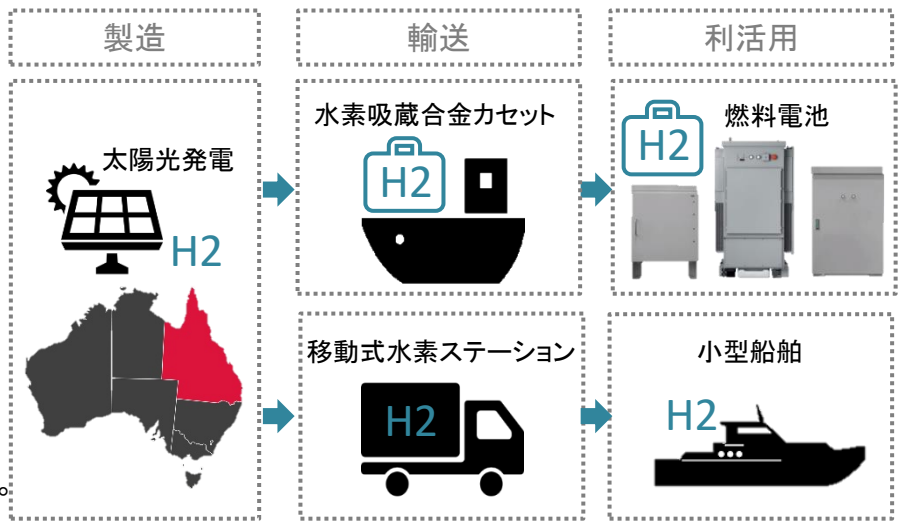 製造
輸送
利活用
太陽光発電
H2
水素吸蔵合金カセット
H2
燃料電池
H2
移動式水素ステーション
H2
小型船舶
H2
。